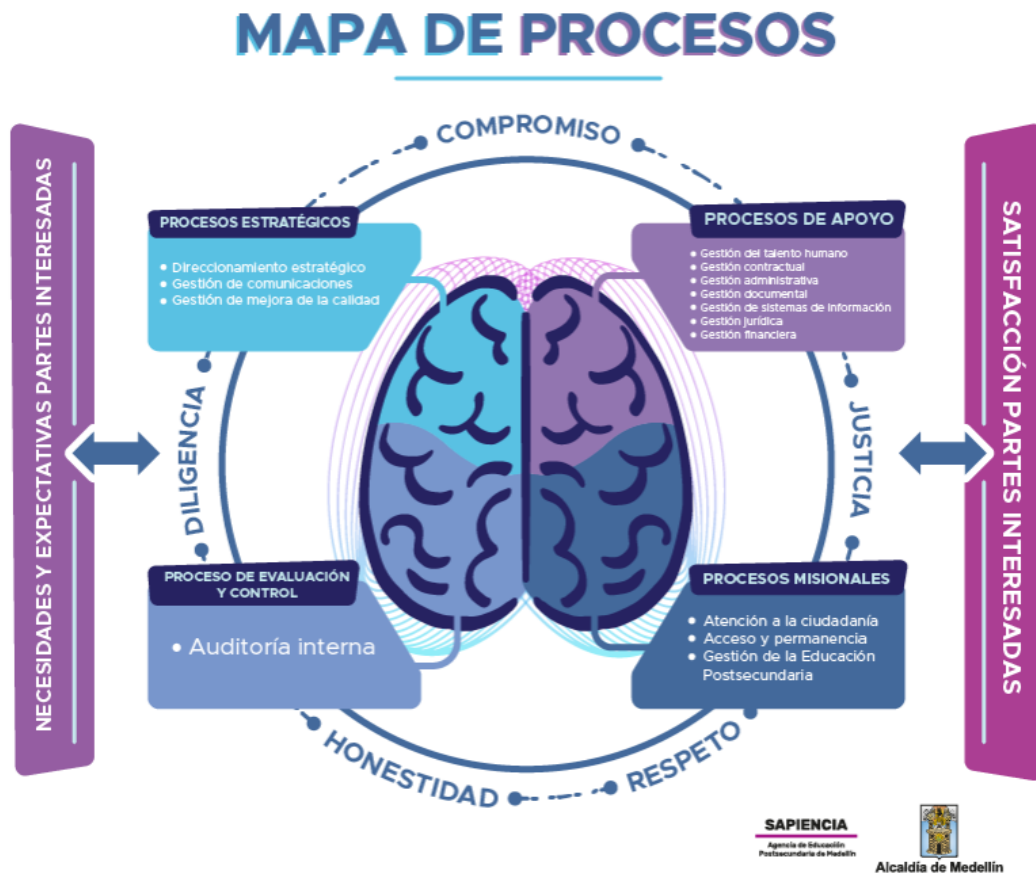 MAPA DE PROCESOS
COMPROMISO
NECESIDADES Y EXPECTATIVAS PARTES INTERESADAS
PROCESOS ESTRATÉGICOS
• Direccionamiento estratégico
• Gestión de comunicaciones
• Gestión de mejora de la calidad
PROCESOS DE APOYO
• Gestión del talento humano
• Gestión contractual
• Gestión administrativa
• Gestión documental
• Gestión de sistemas de información
• Gestión jurídica
• Gestión financiera
SATISFACCIÓN PARTES INTERESADAS
DILIGENCIA
JUSTICIA
PROCESO DE EVALUACIÓN
Y CONTROL
• Auditoría interna
PROCESOS MISIONALES
• Atención a la ciudadanía
• Acceso y permanencia
• Gestión de la Educación
Postsecundaria
HONESTIDAD
RESPETO
SAPIENCIA
Agencia de Educación
Postsecundaria de Medellín
Alcaldía de Medellín